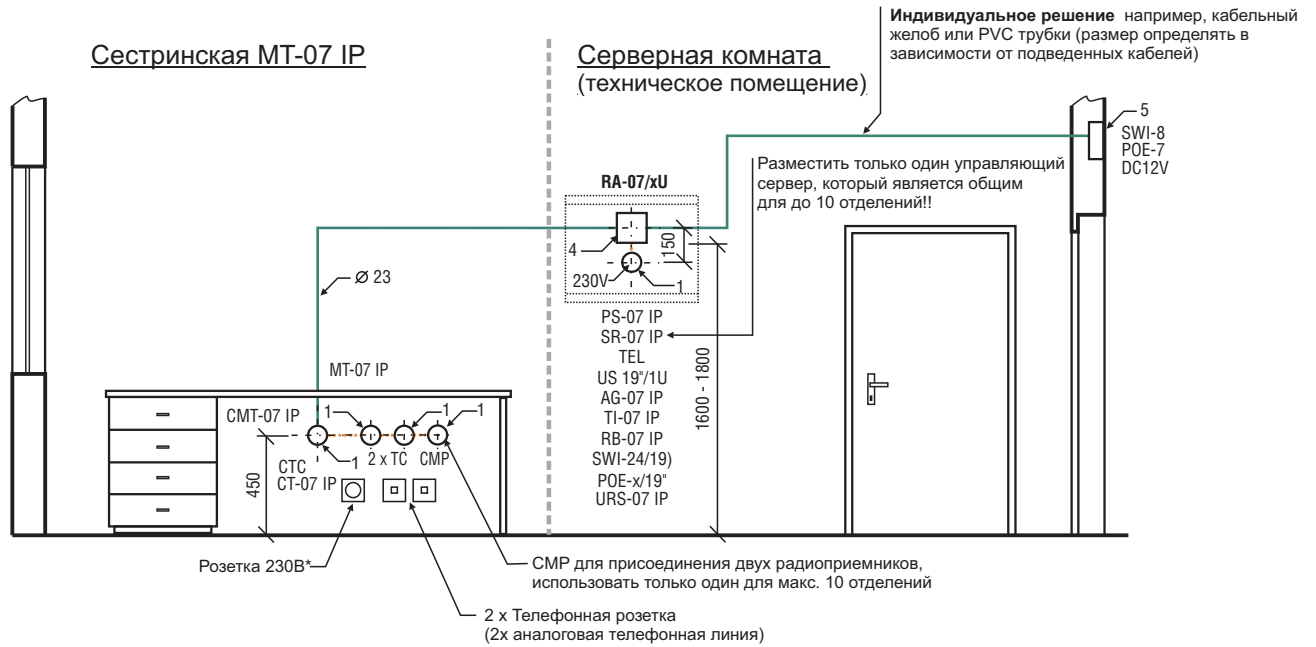 Индивидуальное решение  например, кабельный
желоб или PVC трубки (размер определять в
зависимости от подведенных кабелей)
Сестринская МТ-07 IP
Серверная комната
(техническое помещение)
5
SWI-8
POE-7
DC12V
Разместить только один управляющий
сервер, который является общим
для до 10 отделений!!
RA-07/xU
4
150
230V
1
Ø 23
PS-07 IP
SR-07 IP
TEL
US 19"/1U
AG-07 IP
TI-07 IP
RB-07 IP
SWI-24/19)
POE-x/19"
URS-07 IP
1600 - 1800
MT-07 IP
CMT-07 IP
1
1
1
1
2 x TC
CMP
CTC
CT-07 IP
450
Розетка 230В*
CMP для присоединения двух радиоприемников,
использовать только один для макс. 10 отделений
2 x Телефонная розетка
(2x аналоговая телефонная линия)